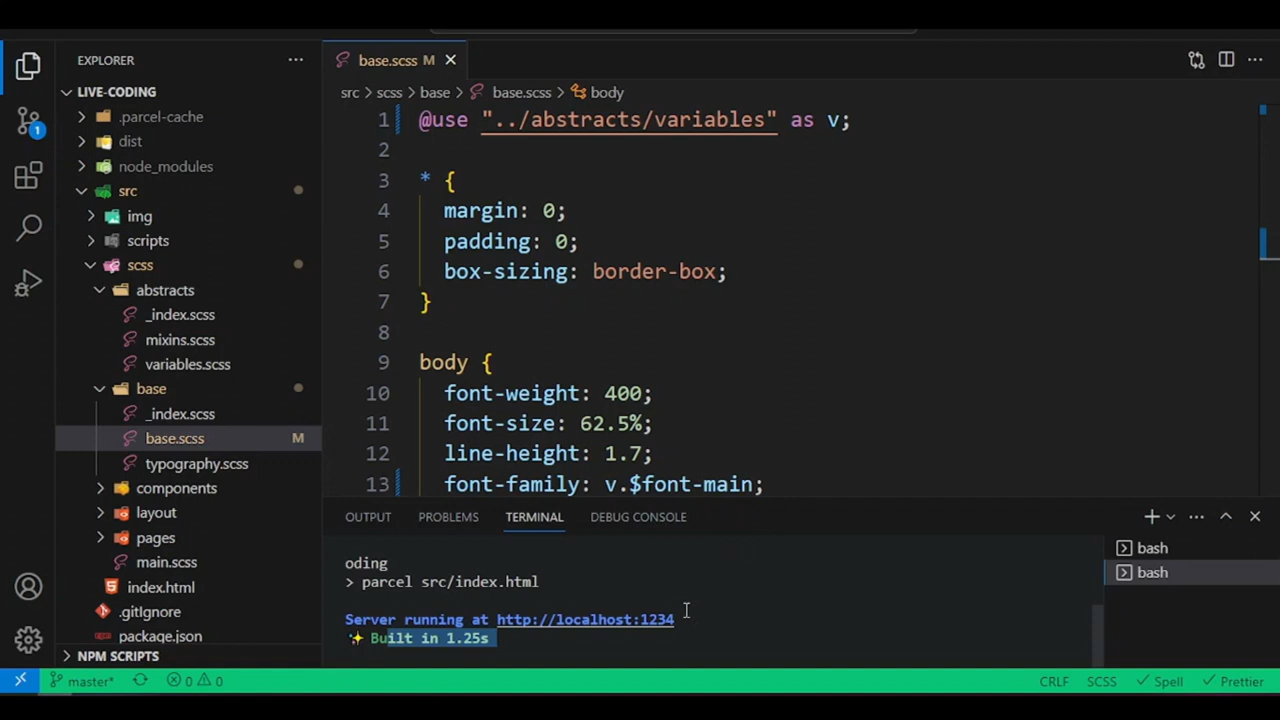 EXPLORER
LIVE-CODING
.parcel-cache
dist
node_modules
src
img
scripts
scss
abstracts
_index.scss
mixins.scss
variables.scss
base
_index.scss
base.scss M
typography.scss
components
layout
pages
main.scss
index.html
.gitIgnore
package.json
NPM SCRIPTS
base.scss M
src > scss > base > base.scss > body
1 @use "../abstracts/variables" as v;
2
3 * {
4 margin: 0;
5 padding: 0;
6 box-sizing: border-box;
7 }
8
9 body {
10 font-weight: 400;
11 font-size: 62.5%;
12 line-height: 1.7;
13 font-family: v.$font-main;
OUTPUT PROBLEMS TERMINAL DEBUG CONSOLE
oding
> parcel src/index.html
Server running at http://localhost:1234
✨ Built in 1.25s
bash
bash
1
master* 0 0 CRLF SCSS Spell Prettier